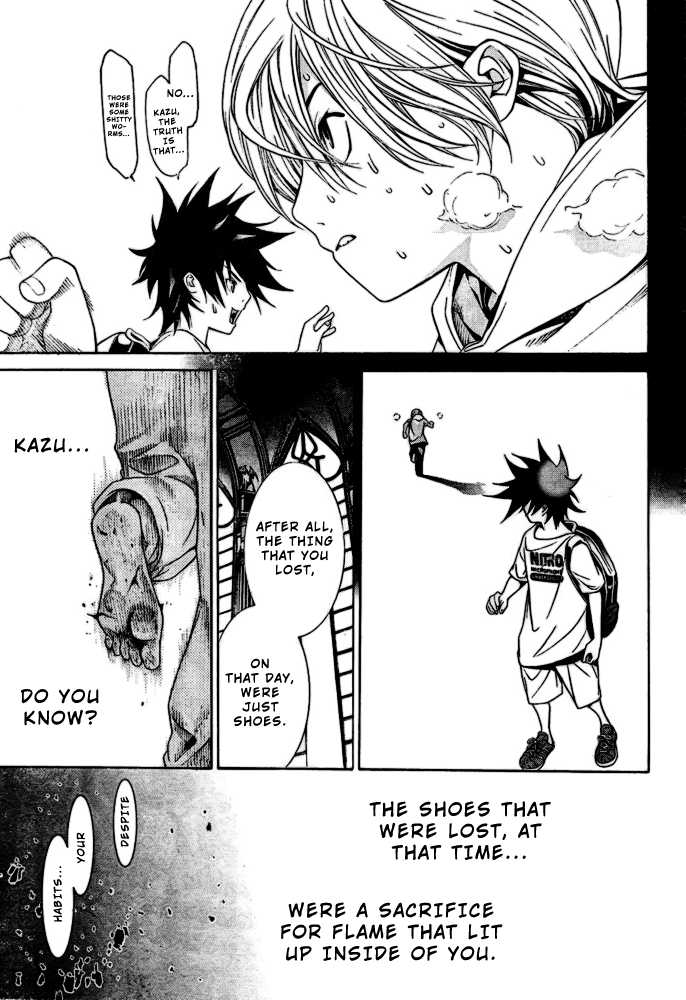 NO...
KAZU,
THE
TRUTH
IS
THAT...
THOSE
WERE
SOME
SHITTY
WO-
RMS...
NITRO
AFTER ALL,
THE THING
THAT YOU
LOST,
ON
THAT DAY,
WERE
JUST
SHOES.
KAZU...
DO YOU
KNOW?
THE SHOES THAT
WERE LOST, AT
THAT TIME...
WERE A SACRIFICE
FOR FLAME THAT LIT
UP INSIDE OF YOU.
DESPITE
YOUR
HABITS...